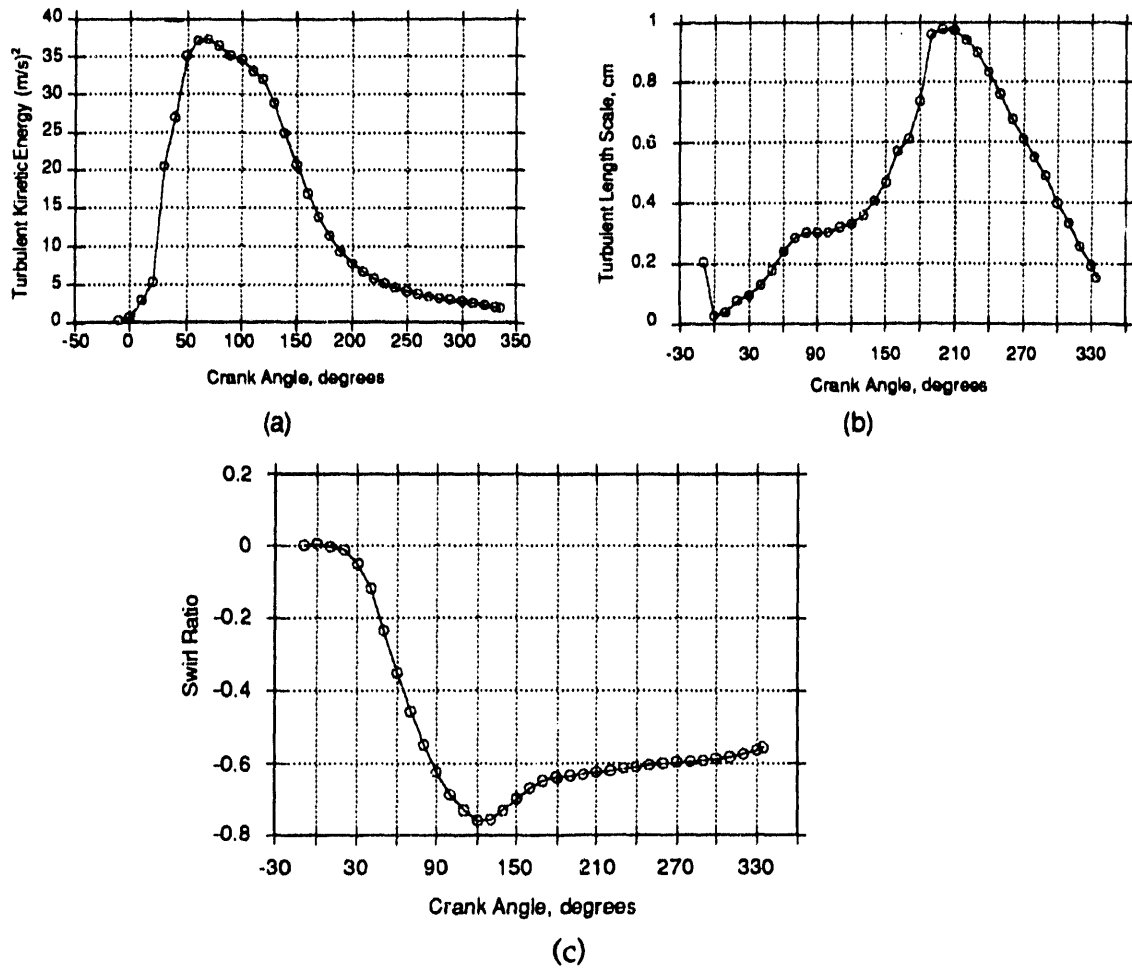 40
35
30
25
20
15
10
5
0
Turbulent Kinetic Energy (m/s²
-50 0 50 100 150 200 250 300 350
Crank Angle, degrees
(a)
1
0.8
0.6
0.4
0.2
0
Turbulent Length Scale, cm
-30 30 90 150 210 270 330
Crank Angle, degrees
(b)
0.2
0
-0.2
-0.4
-0.6
-0.8
Swirl Ratio
-30 30 90 150 210 270 330
Crank Angle, degrees
(c)